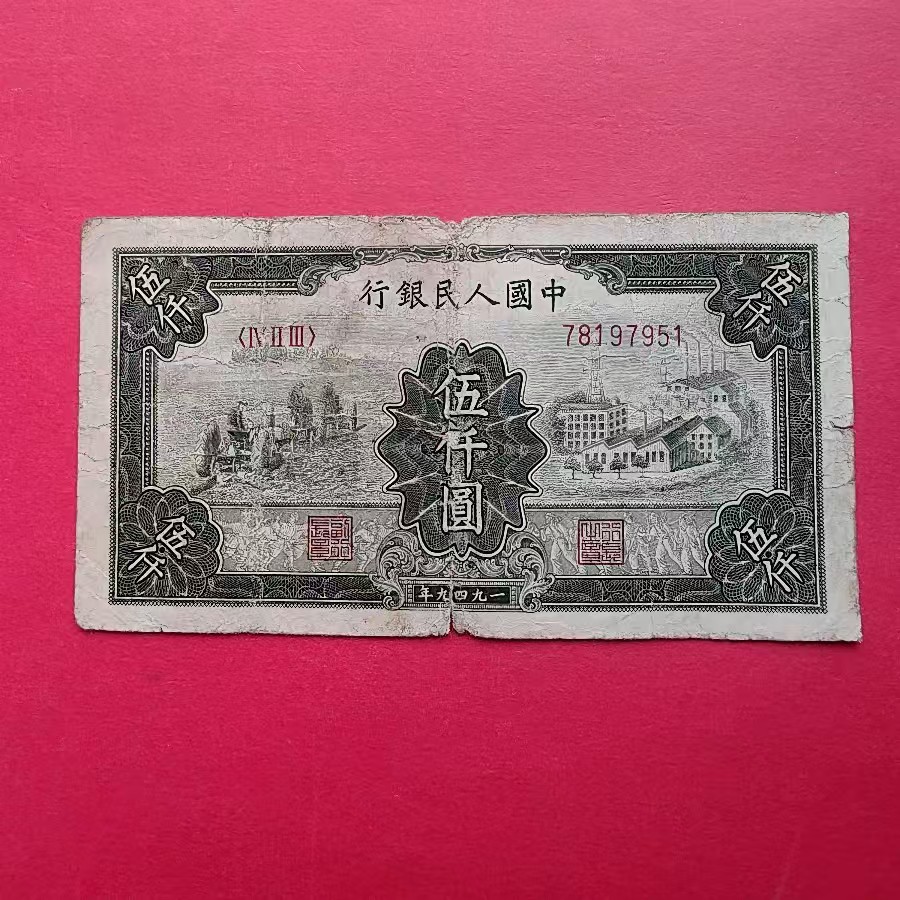 中國人民銀行
伍仟
伍仟
〈IV II III〉
78197951
伍仟圓
伍仟
伍仟
一九四九年